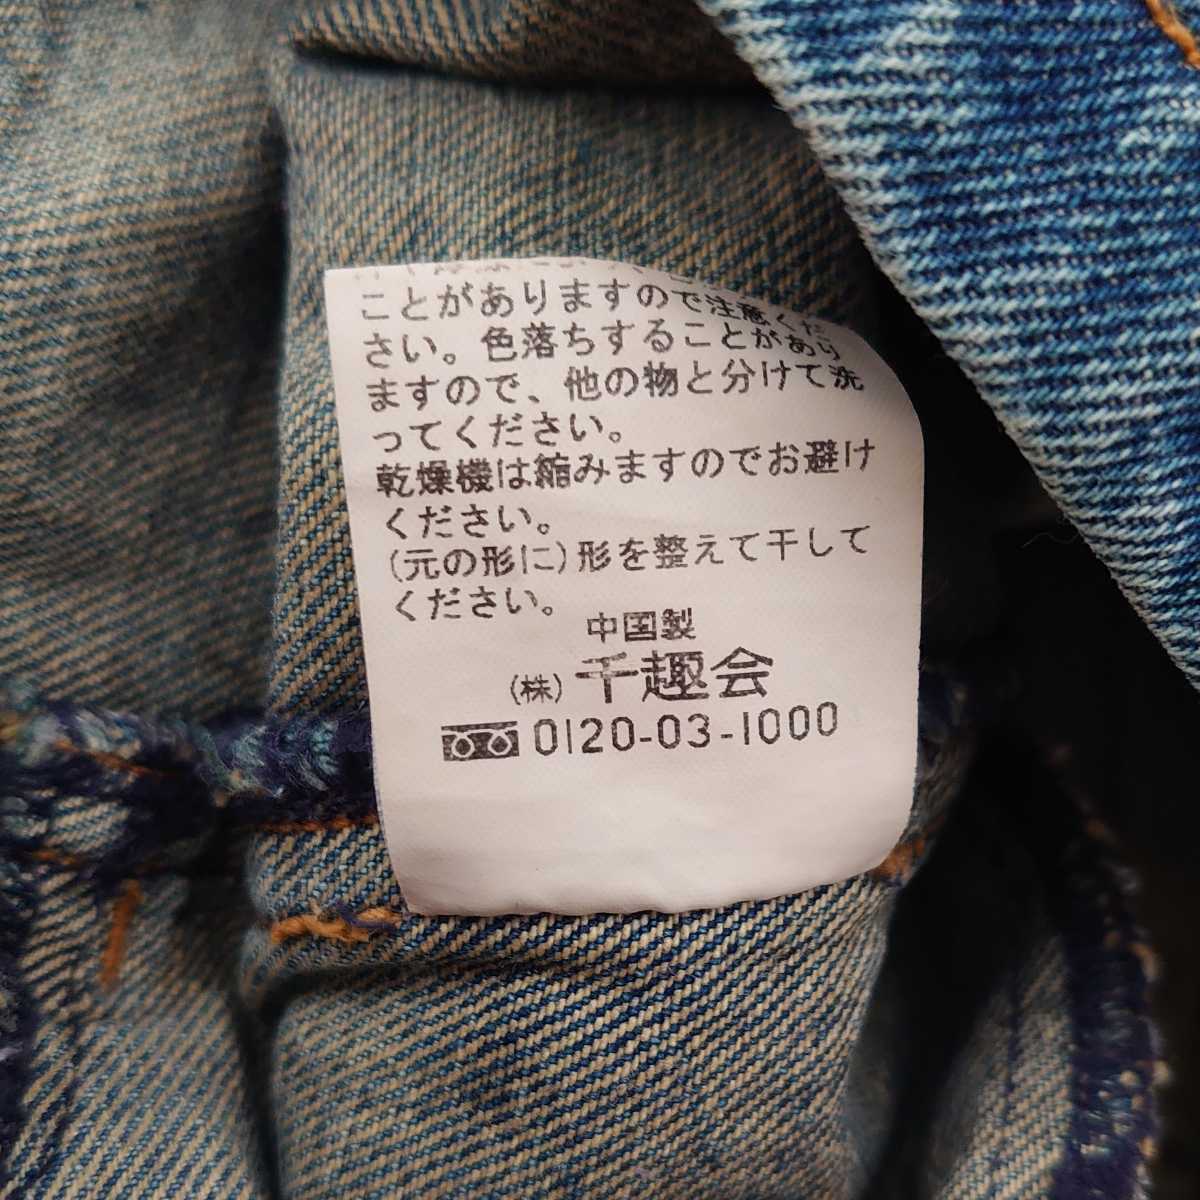 ことがありますので注意くだ
さい。色落ちすることがあり
ますので、他の物と分けて洗
ってください。
乾燥機は縮みますのでお避け
ください。
(元の形に)形を整えて干して
ください。
中国製
(株)千趣会
0120-03-1000